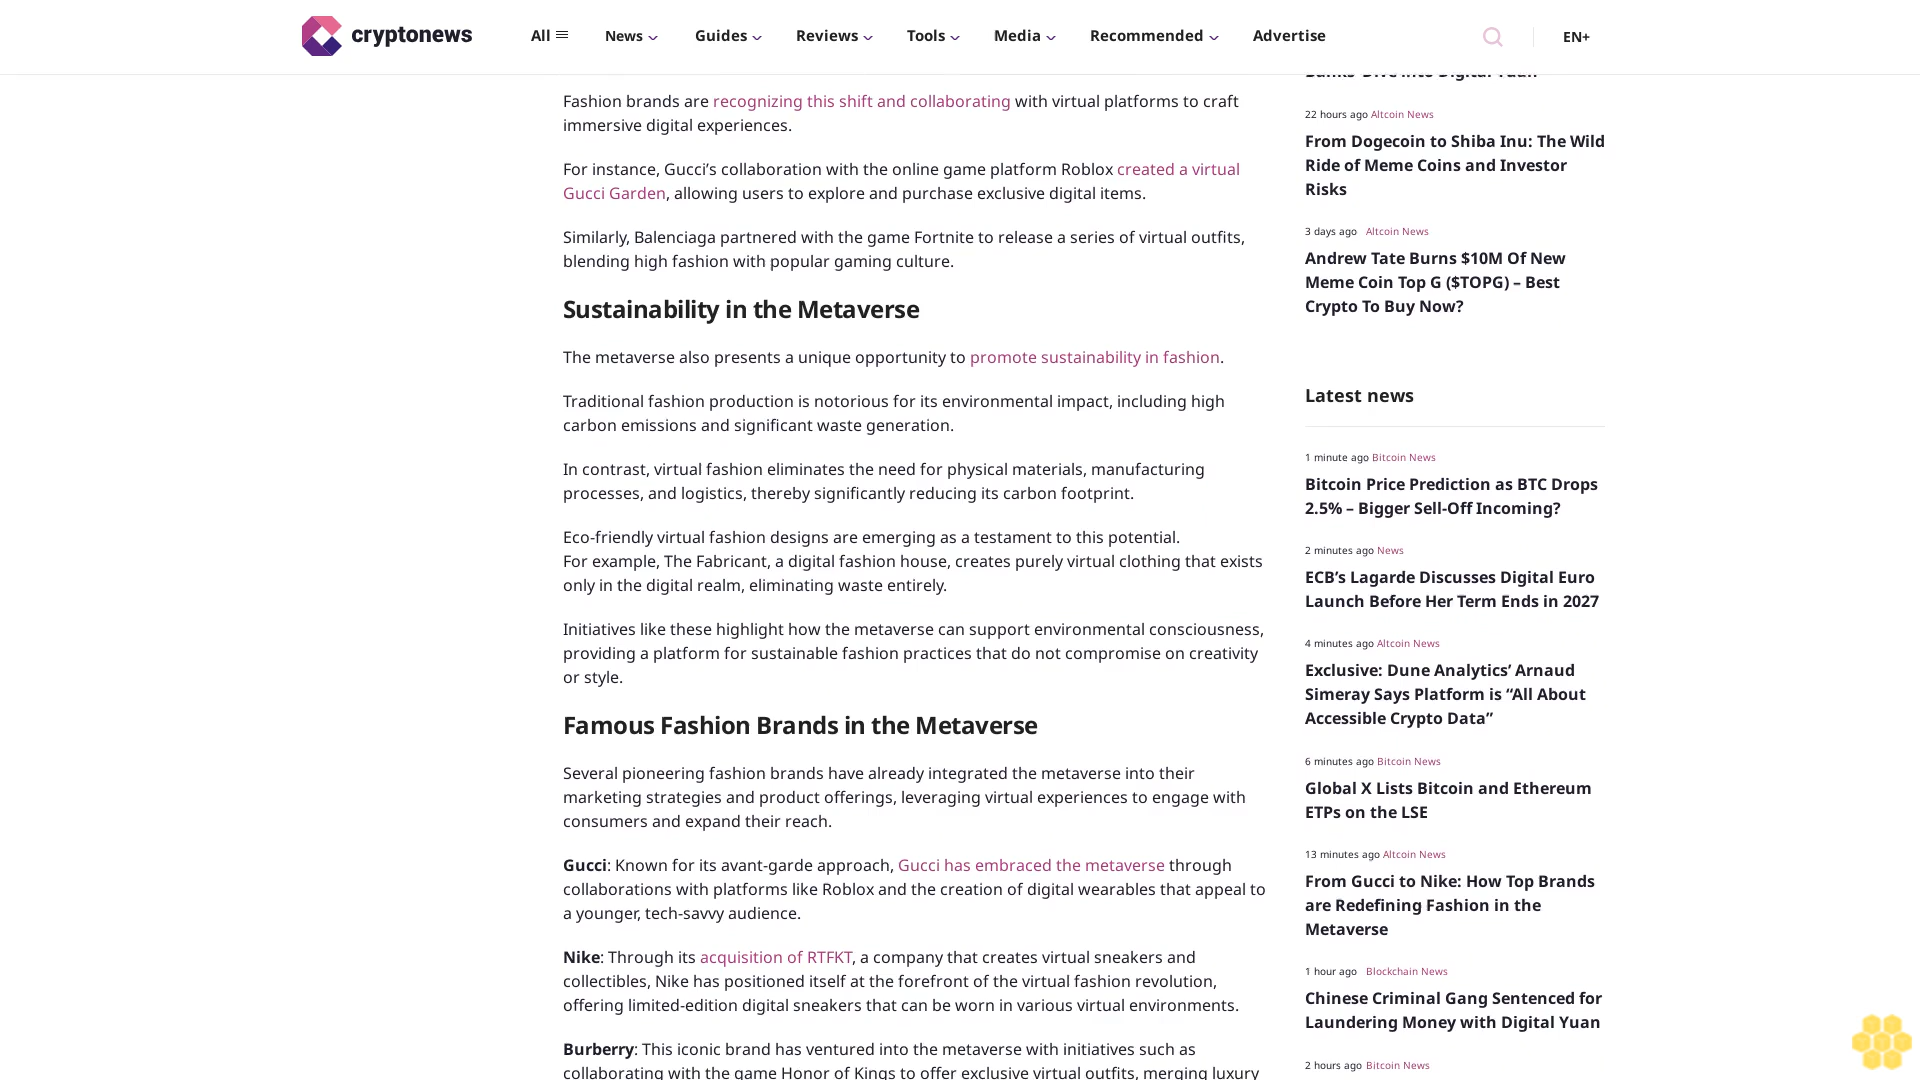 cryptonews
All
News
Guides
Reviews
Tools
Media
Recommended
Advertise
EN+
Fashion brands are recognizing this shift and collaborating with virtual platforms to craft
immersive digital experiences.
For instance, Gucci’s collaboration with the online game platform Roblox created a virtual
Gucci Garden, allowing users to explore and purchase exclusive digital items.
Similarly, Balenciaga partnered with the game Fortnite to release a series of virtual outfits,
blending high fashion with popular gaming culture.
Sustainability in the Metaverse
The metaverse also presents a unique opportunity to promote sustainability in fashion.
Traditional fashion production is notorious for its environmental impact, including high
carbon emissions and significant waste generation.
In contrast, virtual fashion eliminates the need for physical materials, manufacturing
processes, and logistics, thereby significantly reducing its carbon footprint.
Eco-friendly virtual fashion designs are emerging as a testament to this potential.
For example, The Fabricant, a digital fashion house, creates purely virtual clothing that exists
only in the digital realm, eliminating waste entirely.
Initiatives like these highlight how the metaverse can support environmental consciousness,
providing a platform for sustainable fashion practices that do not compromise on creativity
or style.
Famous Fashion Brands in the Metaverse
Several pioneering fashion brands have already integrated the metaverse into their
marketing strategies and product offerings, leveraging virtual experiences to engage with
consumers and expand their reach.
Gucci: Known for its avant-garde approach, Gucci has embraced the metaverse through
collaborations with platforms like Roblox and the creation of digital wearables that appeal to
a younger, tech-savvy audience.
Nike: Through its acquisition of RTFKT, a company that creates virtual sneakers and
collectibles, Nike has positioned itself at the forefront of the virtual fashion revolution,
offering limited-edition digital sneakers that can be worn in various virtual environments.
Burberry: This iconic brand has ventured into the metaverse with initiatives such as
collaborating with the game Honor of Kings to offer exclusive virtual outfits, merging luxury
Banks' Dive into Digital Yuan
22 hours ago Altcoin News
From Dogecoin to Shiba Inu: The Wild
Ride of Meme Coins and Investor
Risks
3 days ago Altcoin News
Andrew Tate Burns $10M Of New
Meme Coin Top G ($TOPG) – Best
Crypto To Buy Now?
Latest news
1 minute ago Bitcoin News
Bitcoin Price Prediction as BTC Drops
2.5% – Bigger Sell-Off Incoming?
2 minutes ago News
ECB’s Lagarde Discusses Digital Euro
Launch Before Her Term Ends in 2027
4 minutes ago Altcoin News
Exclusive: Dune Analytics’ Arnaud
Simeray Says Platform is “All About
Accessible Crypto Data”
6 minutes ago Bitcoin News
Global X Lists Bitcoin and Ethereum
ETPs on the LSE
13 minutes ago Altcoin News
From Gucci to Nike: How Top Brands
are Redefining Fashion in the
Metaverse
1 hour ago Blockchain News
Chinese Criminal Gang Sentenced for
Laundering Money with Digital Yuan
2 hours ago Bitcoin News